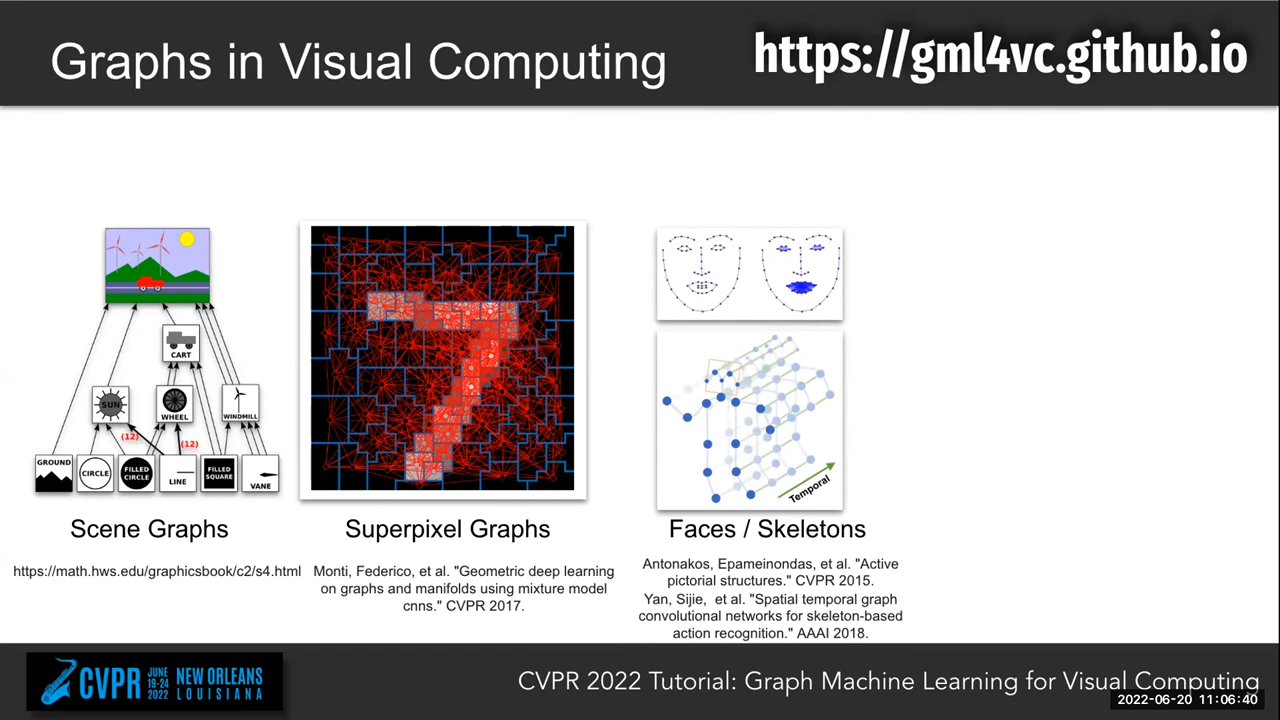 Graphs in Visual Computing
https://gml4vc.github.io
CART
SUN
WHEEL
WINDMILL
(12)
(12)
GROUND
CIRCLE
FILLED
CIRCLE
LINE
FILLED
SQUARE
VANE
Temporal
Scene Graphs
Superpixel Graphs
Faces / Skeletons
https://math.hws.edu/graphicsbook/c2/s4.html
Monti, Federico, et al. "Geometric deep learning
on graphs and manifolds using mixture model
cnns." CVPR 2017.
Antonakos, Epameinondas, et al. "Active
pictorial structures." CVPR 2015.
Yan, Sijie, et al. "Spatial temporal graph
convolutional networks for skeleton-based
action recognition." AAAI 2018.
CVPR
JUNE
19-24
2022
NEW ORLEANS
LOUISIANA
CVPR 2022 Tutorial: Graph Machine Learning for Visual Computing
2022-06-20 11:06:40